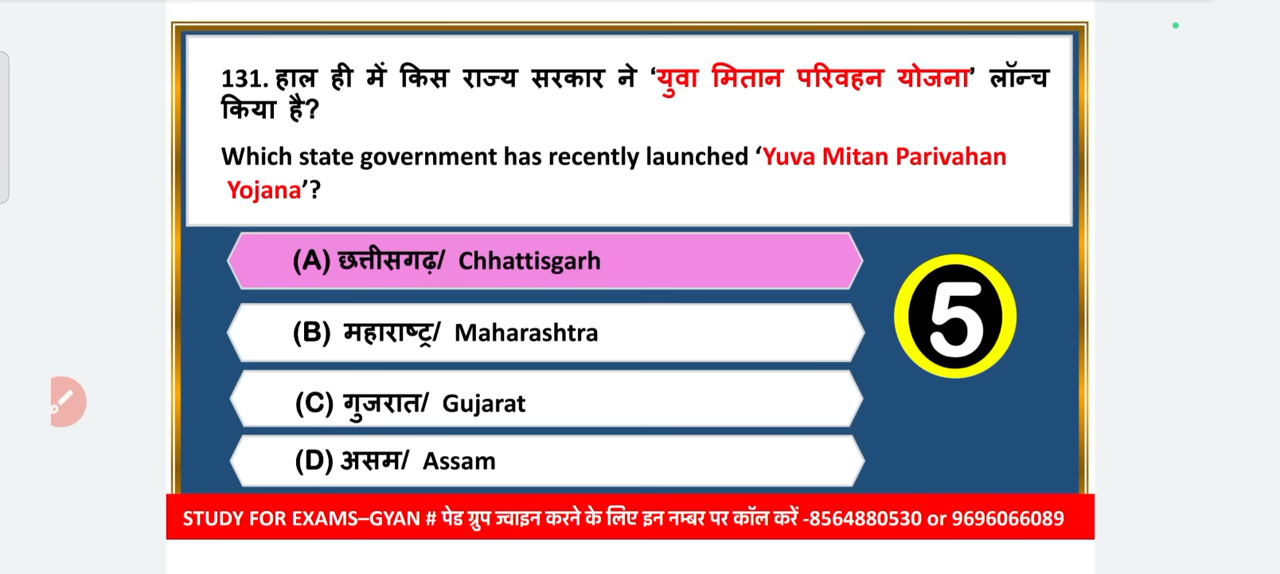 131. हाल ही में किस राज्य सरकार ने ‘युवा मितान परिवहन योजना’ लॉन्च
किया है?
Which state government has recently launched ‘Yuva Mitan Parivahan
Yojana’?
(A) छत्तीसगढ़/ Chhattisgarh
(B) महाराष्ट्र/ Maharashtra
5
(C) गुजरात/ Gujarat
(D) असम/ Assam
STUDY FOR EXAMS–GYAN # पेड ग्रुप ज्वाइन करने के लिए इन नम्बर पर कॉल करें -8564880530 or 9696066089